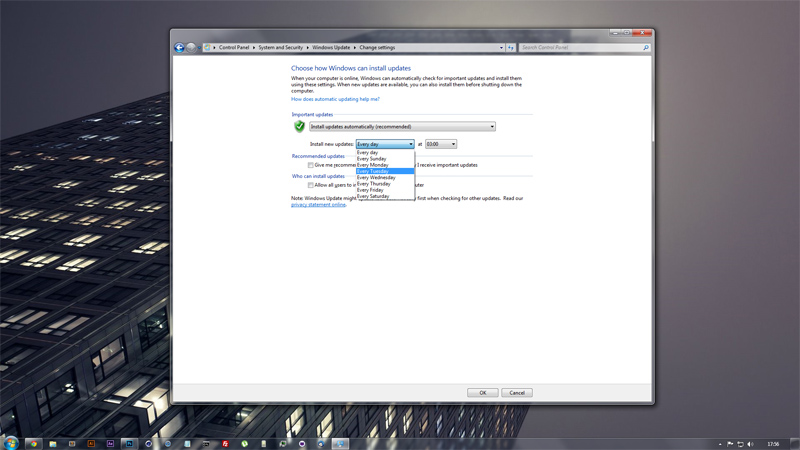 Control Panel System and Security Windows Update Change settings
Search Control Panel
Choose how Windows can install updates
When your computer is online, Windows can automatically check for important updates and install them
using these settings. When new updates are available, you can also install them before shutting down the
computer.
How does automatic updating help me?
Important updates
Install updates automatically (recommended)
Install new updates: Every day at 03:00
Every day
Every Sunday
Recommended updates
Every Monday
Give me recomme I receive important updates
Every Tuesday
Who can install updates
Every Wednesday
Every Thursday
Allow all users to i uter
Every Friday
Every Saturday
Note: Windows Update migh first when checking for other updates. Read our
privacy statement online.
OK Cancel
17:56